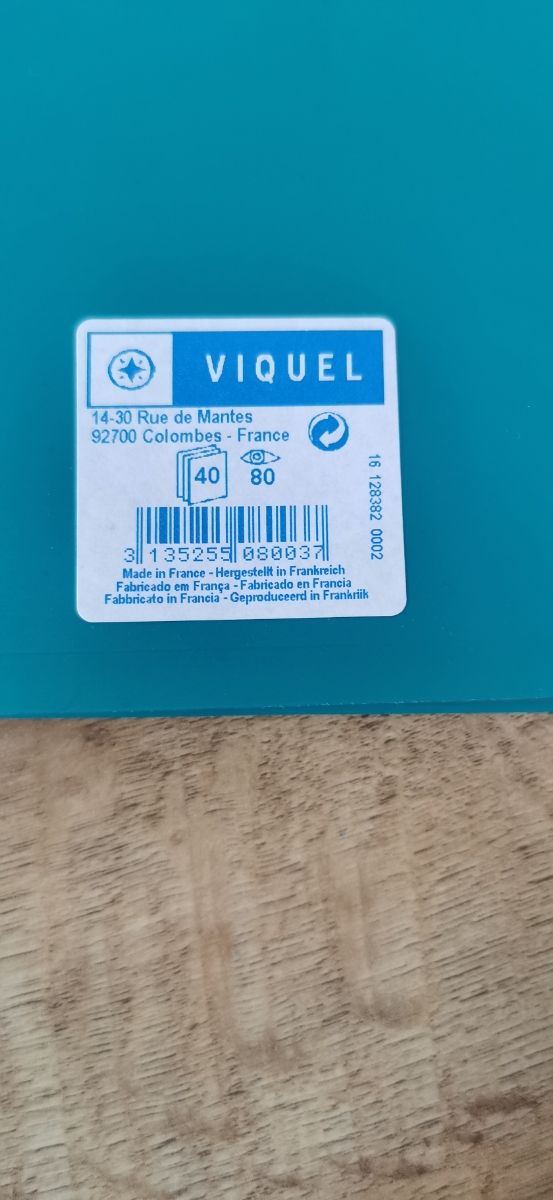 VIQUEL
14-30 Rue de Mantes
92700 Colombes - France
40
80
16 128382 0002
3 135255 080037
Made in France - Hergestellt in Frankreich
Fabricado em França - Fabricado en Francia
Fabbricato in Francia - Geproduceerd in Frankriik